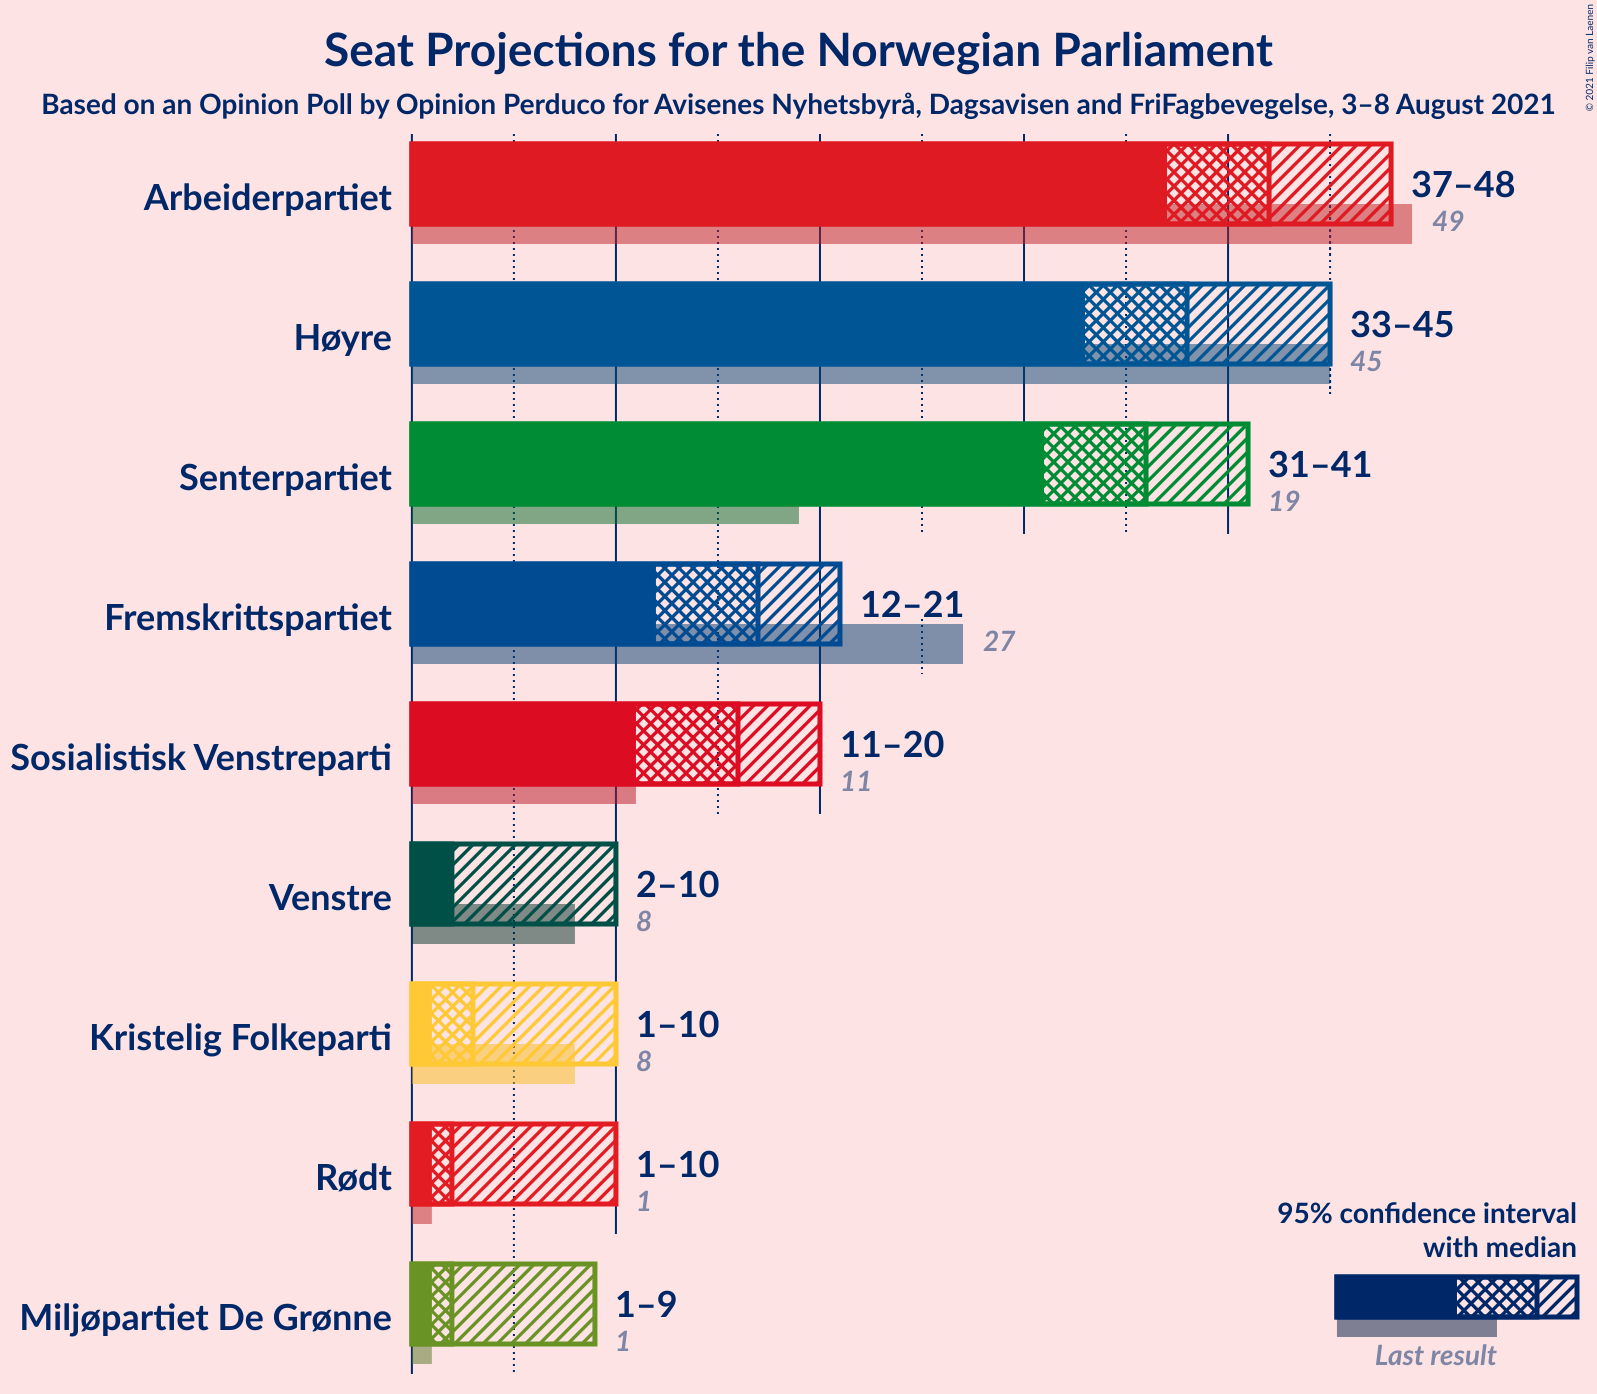 © 2021 Filip van Laenen
Seat Projections for the Norwegian Parliament
Based on an Opinion Poll by Opinion Perduco for Avisenes Nyhetsbyrå, Dagsavisen and FriFagbevegelse, 3–8 August 2021
Arbeiderpartiet
37–48
49
Høyre
33–45
45
Senterpartiet
31–41
19
Fremskrittspartiet
12–21
27
Sosialistisk Venstreparti
11–20
11
Venstre
2–10
8
Kristelig Folkeparti
1–10
8
Rødt
1–10
1
Miljøpartiet De Grønne
1–9
1
95% confidence interval
with median
Last result